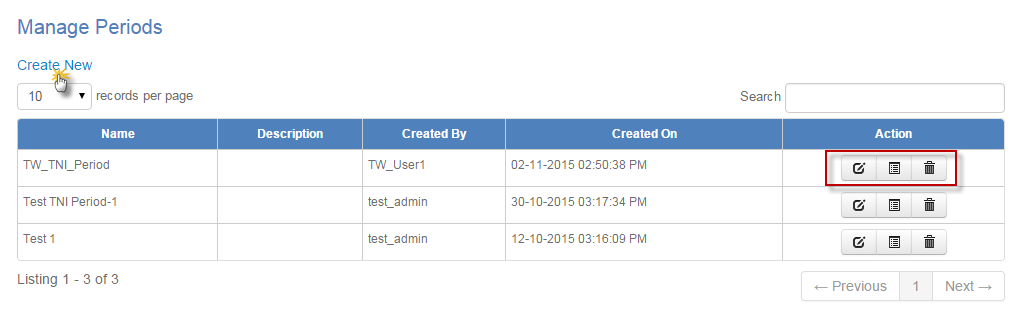 Manage Periods
Create New
10 records per page Search
Name Description Created By Created On Action
TW_TNI_Period TW_User1 02-11-2015 02:50:38 PM
Test TNI Period-1 test_admin 30-10-2015 03:17:34 PM
Test 1 test_admin 12-10-2015 03:16:09 PM
Listing 1 - 3 of 3
← Previous 1 Next →